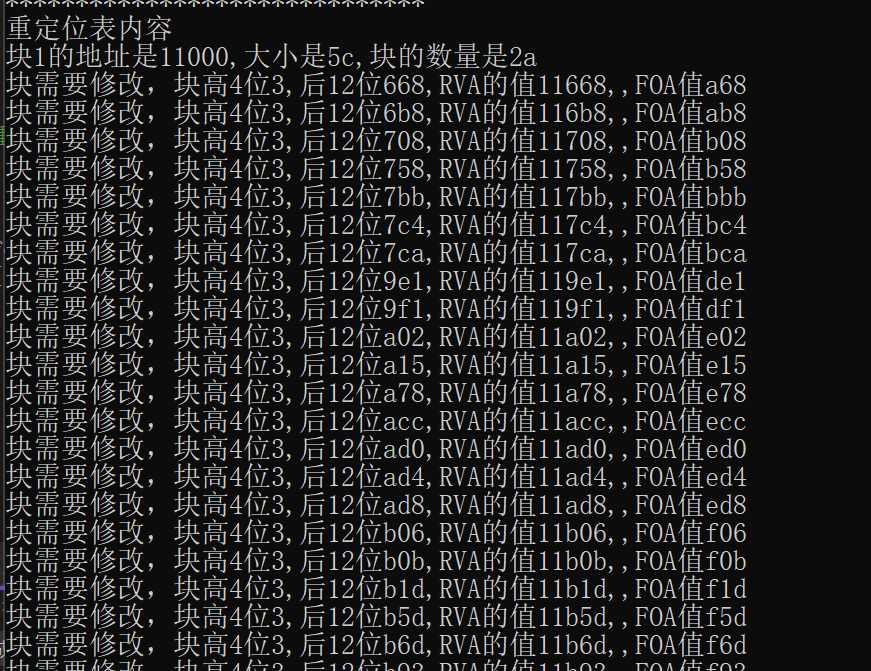 ******************************
重定位表内容
块1的地址是11000,大小是5c,块的数量是2a
块需要修改，块高4位3,后12位668,RVA的值11668,,FOA值a68
块需要修改，块高4位3,后12位6b8,RVA的值116b8,,FOA值ab8
块需要修改，块高4位3,后12位708,RVA的值11708,,FOA值b08
块需要修改，块高4位3,后12位758,RVA的值11758,,FOA值b58
块需要修改，块高4位3,后12位7bb,RVA的值117bb,,FOA值bbb
块需要修改，块高4位3,后12位7c4,RVA的值117c4,,FOA值bc4
块需要修改，块高4位3,后12位7ca,RVA的值117ca,,FOA值bca
块需要修改，块高4位3,后12位9e1,RVA的值119e1,,FOA值de1
块需要修改，块高4位3,后12位9f1,RVA的值119f1,,FOA值df1
块需要修改，块高4位3,后12位a02,RVA的值11a02,,FOA值e02
块需要修改，块高4位3,后12位a15,RVA的值11a15,,FOA值e15
块需要修改，块高4位3,后12位a78,RVA的值11a78,,FOA值e78
块需要修改，块高4位3,后12位acc,RVA的值11acc,,FOA值ecc
块需要修改，块高4位3,后12位ad0,RVA的值11ad0,,FOA值ed0
块需要修改，块高4位3,后12位ad4,RVA的值11ad4,,FOA值ed4
块需要修改，块高4位3,后12位ad8,RVA的值11ad8,,FOA值ed8
块需要修改，块高4位3,后12位b06,RVA的值11b06,,FOA值f06
块需要修改，块高4位3,后12位b0b,RVA的值11b0b,,FOA值f0b
块需要修改，块高4位3,后12位b1d,RVA的值11b1d,,FOA值f1d
块需要修改，块高4位3,后12位b5d,RVA的值11b5d,,FOA值f5d
块需要修改，块高4位3,后12位b6d,RVA的值11b6d,,FOA值f6d